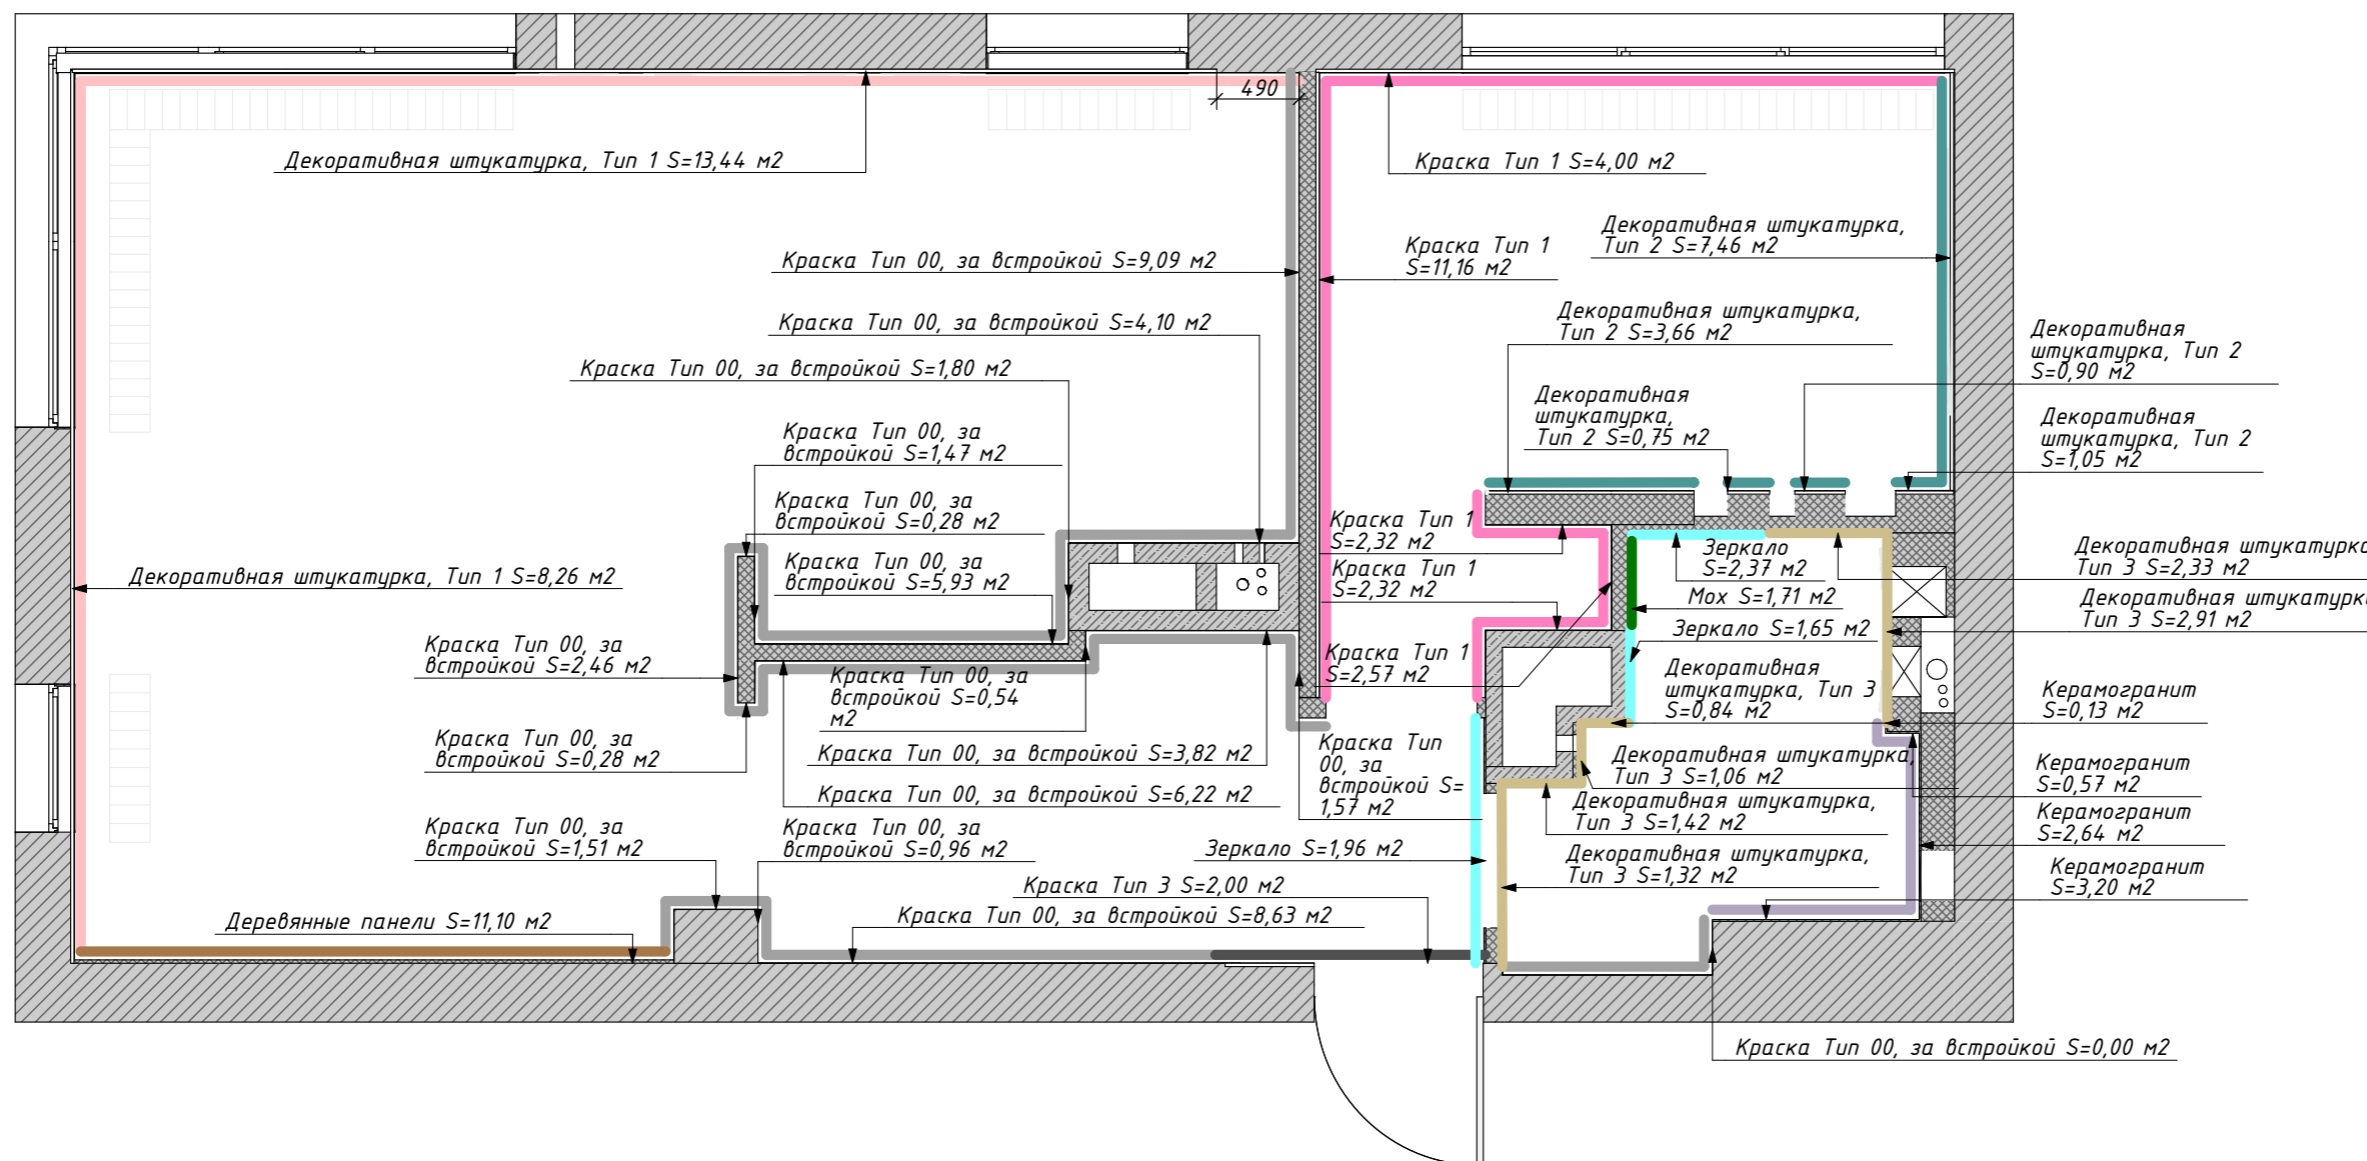 490
Декоративная штукатурка, Тип 1 S=13,44 м2
Краска Тип 1 S=4,00 м2
Декоративная штукатурка,
Тип 2 S=7,46 м2
Краска Тип 1
S=11,16 м2
Краска Тип 00, за встройкой S=9,09 м2
Краска Тип 00, за встройкой S=4,10 м2
Декоративная штукатурка,
Тип 2 S=3,66 м2
Декоративная
штукатурка, Тип 2
S=0,90 м2
Краска Тип 00, за встройкой S=1,80 м2
Декоративная
штукатурка,
Тип 2 S=0,75 м2
Декоративная
штукатурка, Тип 2
S=1,05 м2
Краска Тип 00, за
встройкой S=1,47 м2
Краска Тип 00, за
встройкой S=0,28 м2
Краска Тип 00, за
встройкой S=5,93 м2
Декоративная штукатурка, Тип 1 S=8,26 м2
Краска Тип 1
S=2,32 м2
Краска Тип 1
S=2,32 м2
Зеркало
S=2,37 м2
Декоративная штукатурка
Тип 3 S=2,33 м2
Мох S=1,71 м2
Декоративная штукатурка
Тип 3 S=2,91 м2
Зеркало S=1,65 м2
Краска Тип 00, за
встройкой S=2,46 м2
Краска Тип 00, за
встройкой S=0,54
м2
Краска Тип 1
S=2,57 м2
Декоративная
штукатурка, Тип 3
S=0,84 м2
Керамогранит
S=0,13 м2
Краска Тип 00, за
встройкой S=0,28 м2
Краска Тип 00, за встройкой S=3,82 м2
Краска Тип 00, за встройкой S=6,22 м2
Краска Тип
00, за
встройкой S=
1,57 м2
Декоративная штукатурка,
Тип 3 S=1,06 м2
Керамогранит
S=0,57 м2
Декоративная штукатурка,
Тип 3 S=1,42 м2
Керамогранит
S=2,64 м2
Краска Тип 00, за
встройкой S=1,51 м2
Краска Тип 00, за
встройкой S=0,96 м2
Зеркало S=1,96 м2
Декоративная штукатурка,
Тип 3 S=1,32 м2
Керамогранит
S=3,20 м2
Краска Тип 3 S=2,00 м2
Деревянные панели S=11,10 м2
Краска Тип 00, за встройкой S=8,63 м2
Краска Тип 00, за встройкой S=0,00 м2